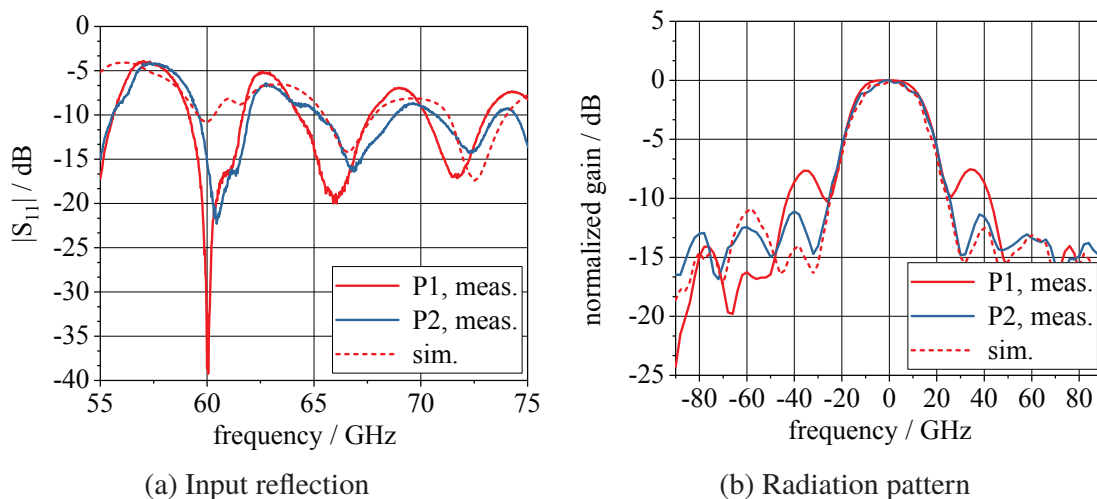 0
-5
-10
-15
-20
-25
-30
-35
-40
|S11| / dB
55 60 65 70 75
frequency / GHz
P1, meas.
P2, meas.
sim.
(a) Input reflection
5
0
-5
-10
-15
-20
-25
normalized gain / dB
-80 -60 -40 -20 0 20 40 60 80
frequency / GHz
P1, meas.
P2, meas.
sim.
(b) Radiation pattern